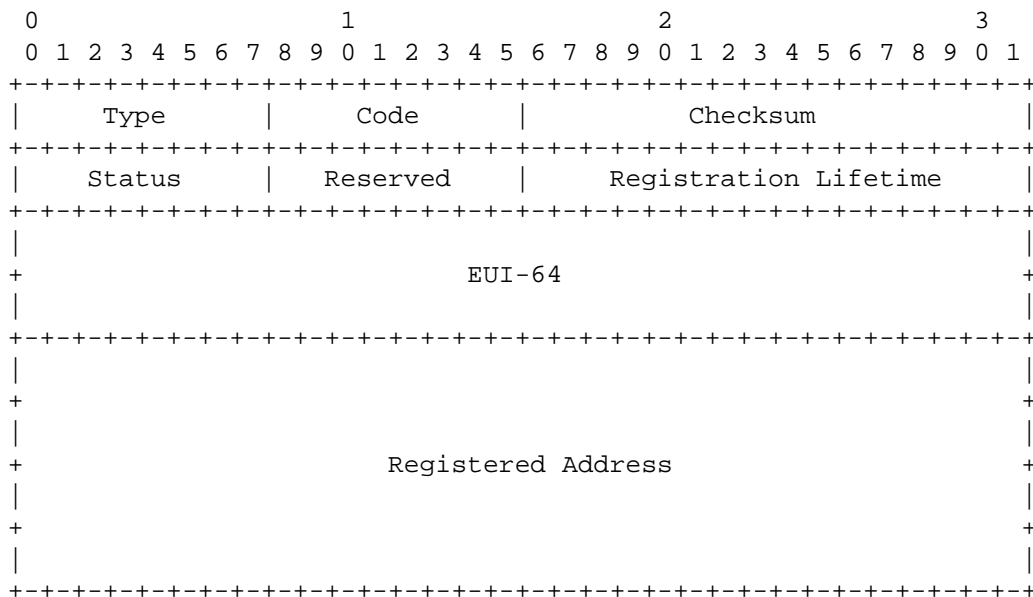 0                   1                   2                   3
 0 1 2 3 4 5 6 7 8 9 0 1 2 3 4 5 6 7 8 9 0 1 2 3 4 5 6 7 8 9 0 1
+-+-+-+-+-+-+-+-+-+-+-+-+-+-+-+-+-+-+-+-+-+-+-+-+-+-+-+-+-+-+-+-+
|     Type      |     Code      |          Checksum             |
+-+-+-+-+-+-+-+-+-+-+-+-+-+-+-+-+-+-+-+-+-+-+-+-+-+-+-+-+-+-+-+-+
|    Status     |   Reserved    |     Registration Lifetime     |
+-+-+-+-+-+-+-+-+-+-+-+-+-+-+-+-+-+-+-+-+-+-+-+-+-+-+-+-+-+-+-+-+
|                                                               |
+                            EUI-64                             +
|                                                               |
+-+-+-+-+-+-+-+-+-+-+-+-+-+-+-+-+-+-+-+-+-+-+-+-+-+-+-+-+-+-+-+-+
|                                                               |
+                                                               +
|                                                               |
+                       Registered Address                      +
|                                                               |
+                                                               +
|                                                               |
+-+-+-+-+-+-+-+-+-+-+-+-+-+-+-+-+-+-+-+-+-+-+-+-+-+-+-+-+-+-+-+-+